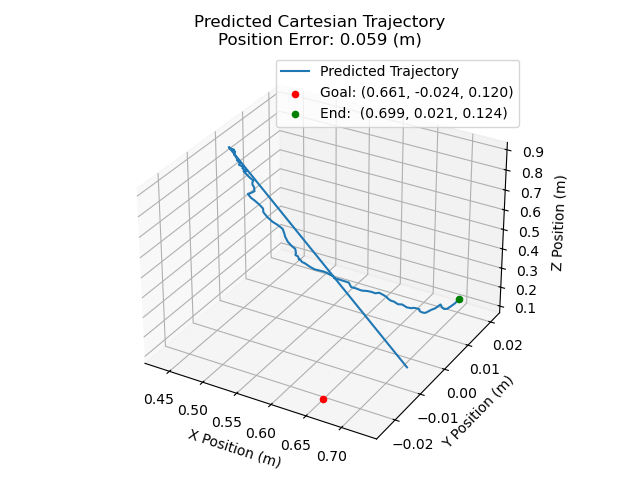 Predicted Cartesian Trajectory
Position Error: 0.059 (m)
Predicted Trajectory
Goal: (0.661, -0.024, 0.120)
End: (0.699, 0.021, 0.124)
0.9
0.8
0.7
0.6
0.5
0.4
0.3
0.2
0.1
Z Position (m)
0.02
0.01
0.00
−0.01
−0.02
Y Position (m)
0.45
0.50
0.55
0.60
0.65
0.70
X Position (m)